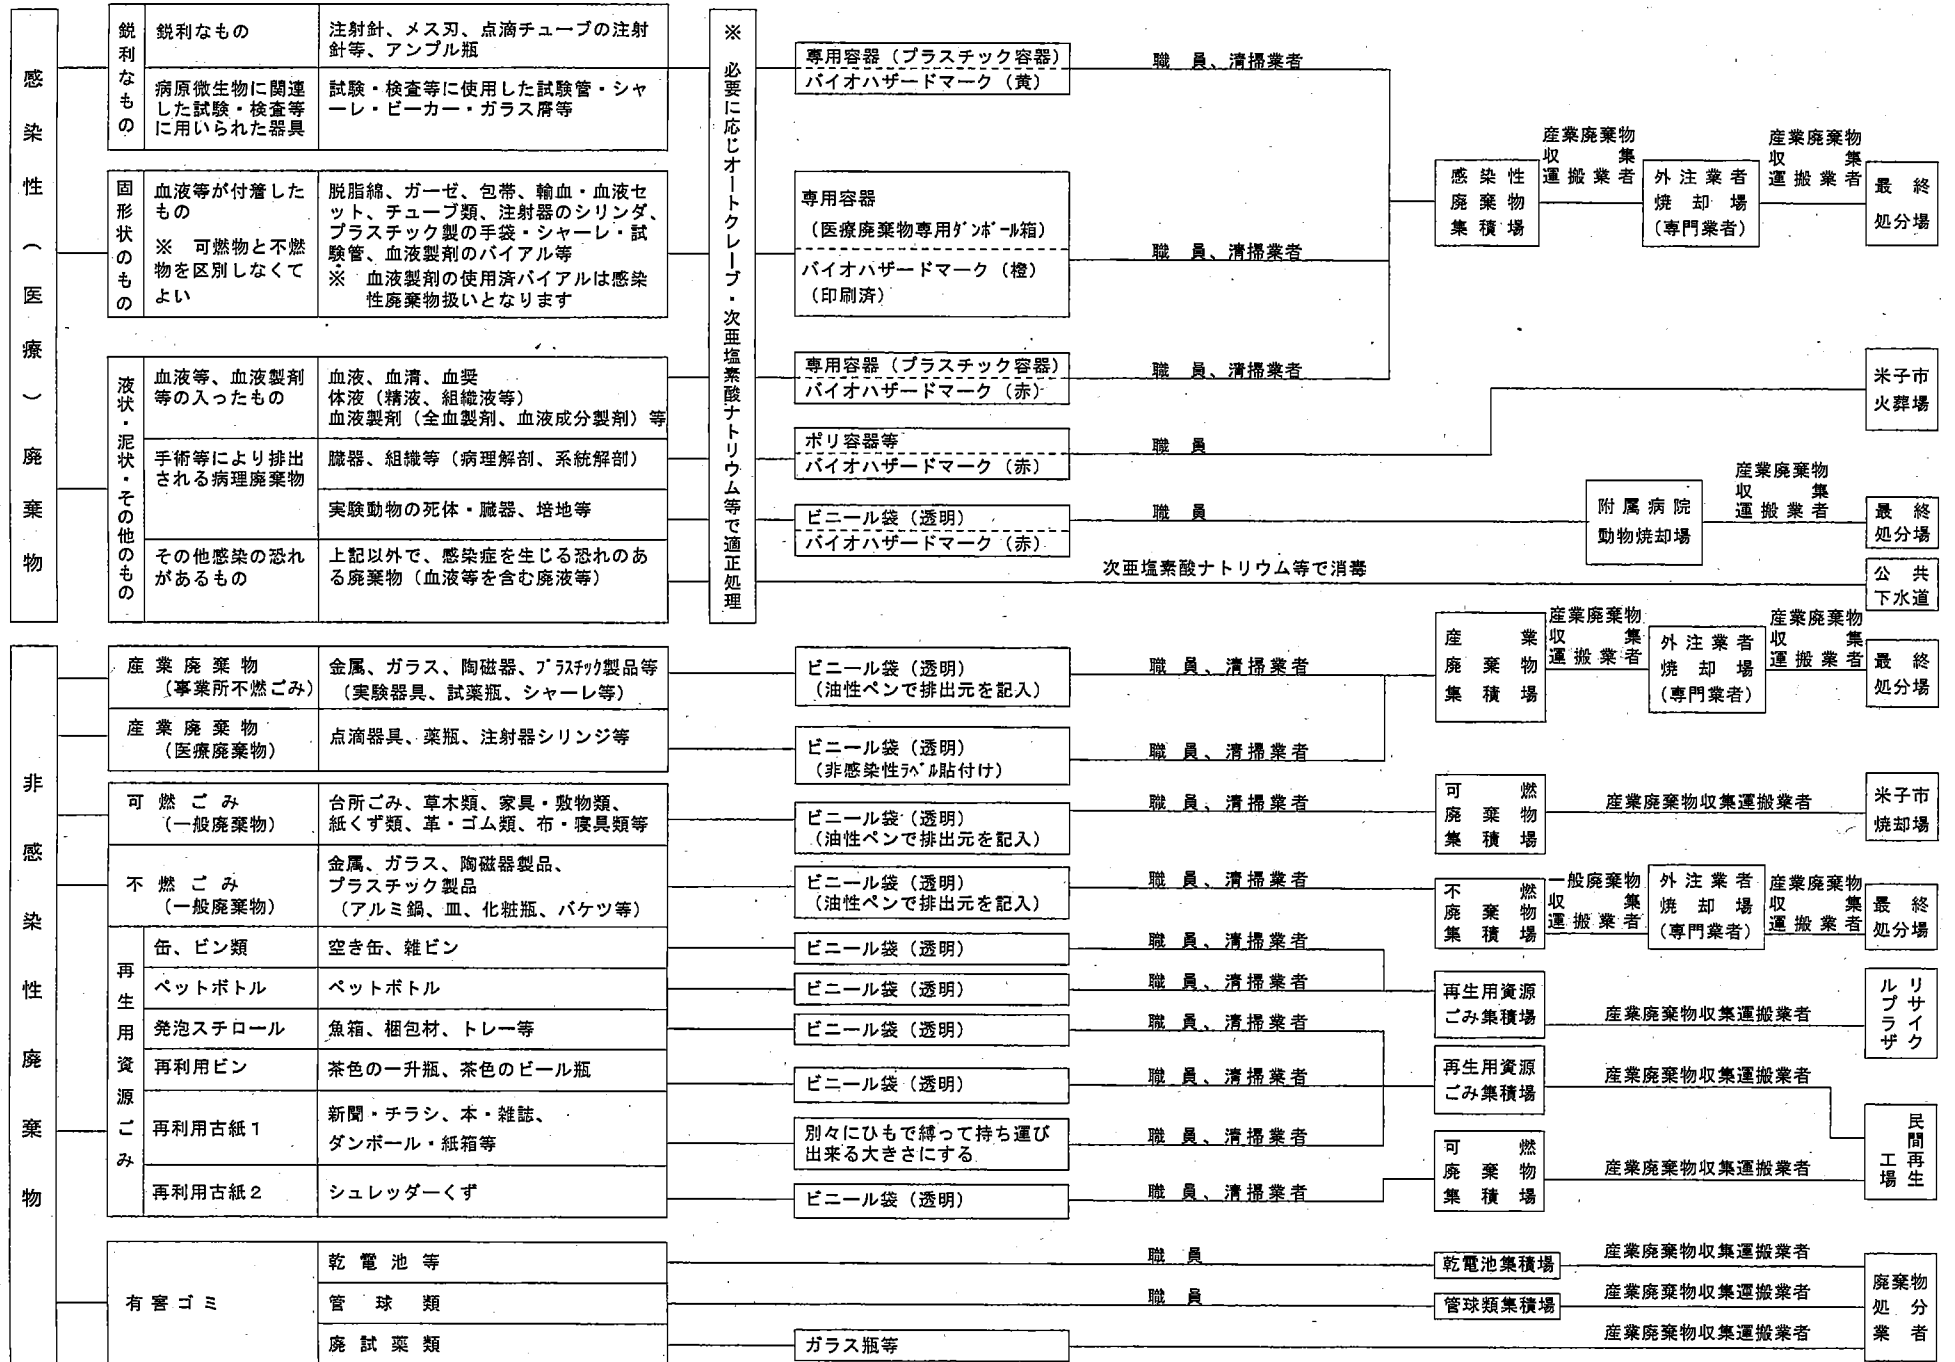 感染性（医療）廃棄物
鋭利なもの
鋭利なもの
注射針、メス刃、点滴チューブの注射
針等、アンプル瓶
病原微生物に関連
した試験・検査等
に用いられた器具
試験・検査等に使用した試験管・シャ
ーレ・ビーカー・ガラス屑等
固形状のもの
血液等が付着した
もの
※　可燃物と不燃
物を区別しなくて
よい
脱脂綿、ガーゼ、包帯、輸血・血液セ
ット、チューブ類、注射器のシリンダ、
プラスチック製の手袋・シャーレ・試
験管、血液製剤のバイアル等
※　血液製剤の使用済バイアルは感染
性廃棄物扱いとなります
液状・泥状・その他のもの
血液等、血液製剤
等の入ったもの
血液、血清、血奨
体液（精液、組織液等）
血液製剤（全血製剤、血液成分製剤）等
手術等により排出
される病理廃棄物
臓器、組織等（病理解剖、系統解剖）
実験動物の死体・臓器、培地等
その他感染の恐れ
があるもの
上記以外で、感染症を生じる恐れのあ
る廃棄物（血液等を含む廃液等）
※　必要に応じオートクレーブ・次亜塩素酸ナトリウム等で適正処理
専用容器（プラスチック容器）
バイオハザードマーク（黄）
職　員、清掃業者
専用容器
（医療廃棄物専用ﾀﾞﾝﾎﾞｰﾙ箱）
バイオハザードマーク（橙）
（印刷済）
職　員、清掃業者
専用容器（プラスチック容器）
バイオハザードマーク（赤）
職　員、清掃業者
ポリ容器等
バイオハザードマーク（赤）
職　員
ビニール袋（透明）
バイオハザードマーク（赤）
職　員
次亜塩素酸ナトリウム等で消毒
感染性
廃棄物
集積場
産業廃棄物
収　　　集
運搬業者
外注業者
焼却場
（専門業者）
産業廃棄物
収　　　集
運搬業者
最　終
処分場
米子市
火葬場
附属病院
動物焼却場
産業廃棄物
収　　　集
運搬業者
最　終
処分場
公　共
下水道
非感染性廃棄物
産業廃棄物
（事業所不燃ごみ）
金属、ガラス、陶磁器、ﾌﾟﾗｽﾁｯｸ製品等
（実験器具、試薬瓶、シャーレ等）
ビニール袋（透明）
（油性ペンで排出元を記入）
職　員、清掃業者
産業廃棄物
（医療廃棄物）
点滴器具、薬瓶、注射器シリンジ等
ビニール袋（透明）
（非感染性ﾗﾍﾞﾙ貼付け）
職　員、清掃業者
産　　業
廃棄物
集積場
産業廃棄物
収　　　集
運搬業者
外注業者
焼却場
（専門業者）
産業廃棄物
収　　　集
運搬業者
最　終
処分場
可燃ごみ
（一般廃棄物）
台所ごみ、草木類、家具・敷物類、
紙くず類、革・ゴム類、布・寝具類等
ビニール袋（透明）
（油性ペンで排出元を記入）
職　員、清掃業者
可　　燃
廃棄物
集積場
産業廃棄物収集運搬業者
米子市
焼却場
不燃ごみ
（一般廃棄物）
金属、ガラス、陶磁器製品、
プラスチック製品
（アルミ鍋、皿、化粧瓶、バケツ等）
ビニール袋（透明）
（油性ペンで排出元を記入）
職　員、清掃業者
不　　燃
廃棄物
集積場
一般廃棄物
収　　　集
運搬業者
外注業者
焼却場
（専門業者）
産業廃棄物
収　　　集
運搬業者
最　終
処分場
再生用資源ごみ
缶、ビン類
空き缶、雑ビン
ビニール袋（透明）
職　員、清掃業者
ペットボトル
ペットボトル
ビニール袋（透明）
職　員、清掃業者
再生用資源
ごみ集積場
産業廃棄物収集運搬業者
リサイク
ルプラザ
発泡スチロール
魚箱、梱包材、トレー等
ビニール袋（透明）
職　員、清掃業者
再利用ビン
茶色の一升瓶、茶色のビール瓶
ビニール袋（透明）
職　員、清掃業者
再生用資源
ごみ集積場
産業廃棄物収集運搬業者
再利用古紙１
新聞・チラシ、本・雑誌、
ダンボール・紙箱等
別々にひもで縛って持ち運び
出来る大きさにする
職　員、清掃業者
再利用古紙２
シュレッダーくず
ビニール袋（透明）
職　員、清掃業者
可　　燃
廃棄物
集積場
産業廃棄物収集運搬業者
民間再生
工場
有害ゴミ
乾電池等
職　員
乾電池集積場
産業廃棄物収集運搬業者
管球類
職　員
管球類集積場
産業廃棄物収集運搬業者
廃試薬類
ガラス瓶等
産業廃棄物収集運搬業者
廃棄物
処　分
業　者